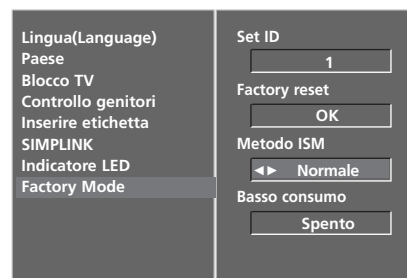 Lingua(Language)
Paese
Blocco TV
Controllo genitori
Inserire etichetta
SIMPLINK
Indicatore LED
Factory Mode
Set ID
1
Factory reset
OK
Metodo ISM
◄► Normale
Basso consumo
Spento